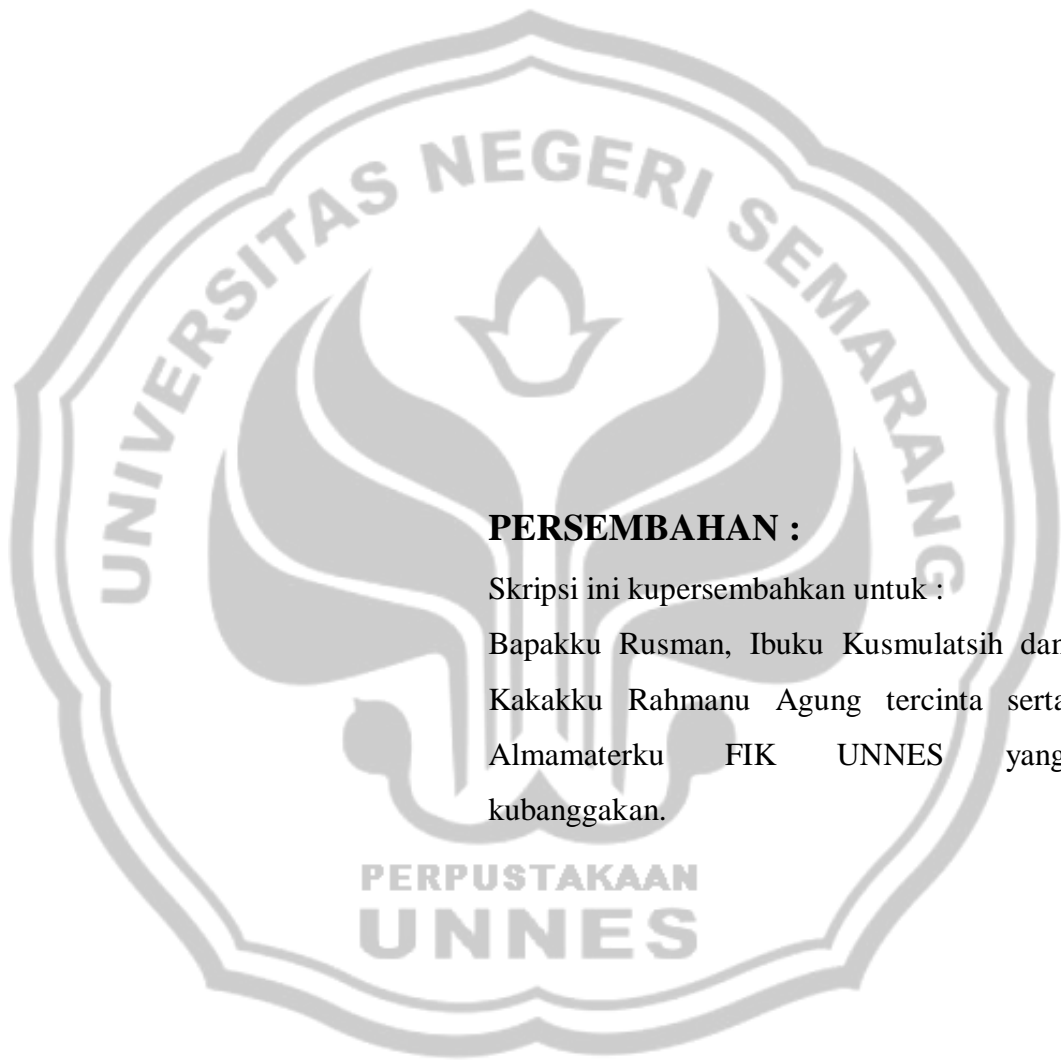 UNIVERSITAS NEGERI SEMARANG
PERSEMBAHAN :
Skripsi ini kupersembahkan untuk :
Bapakku Rusman, Ibuku Kusmulatsih dan
Kakakku Rahmanu Agung tercinta serta
Almamaterku FIK UNNES yang
kubanggakan.
PERPUSTAKAAN
UNNES